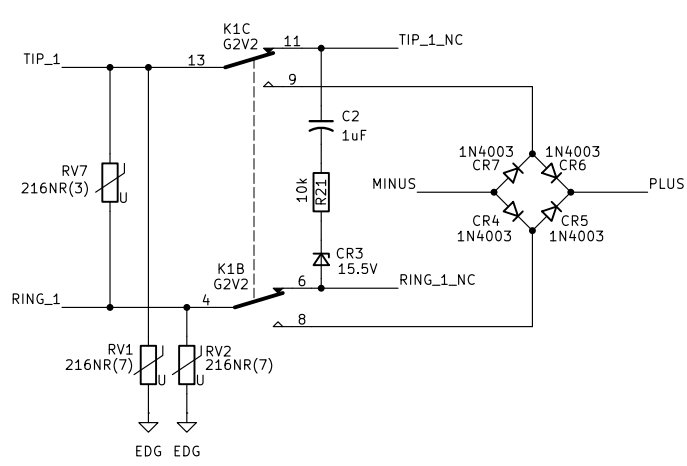 K1C
G2V2
11
TIP_1_NC
TIP_1
13
9
C2
1uF
1N4003
1N4003
CR7
CR6
RV7
216NR(3)
U
10k
R21
MINUS
PLUS
CR4
CR5
1N4003
1N4003
CR3
15.5V
K1B
G2V2
6
RING_1_NC
RING_1
4
8
RV1
216NR(7)
U
RV2
216NR(7)
U
EDG
EDG